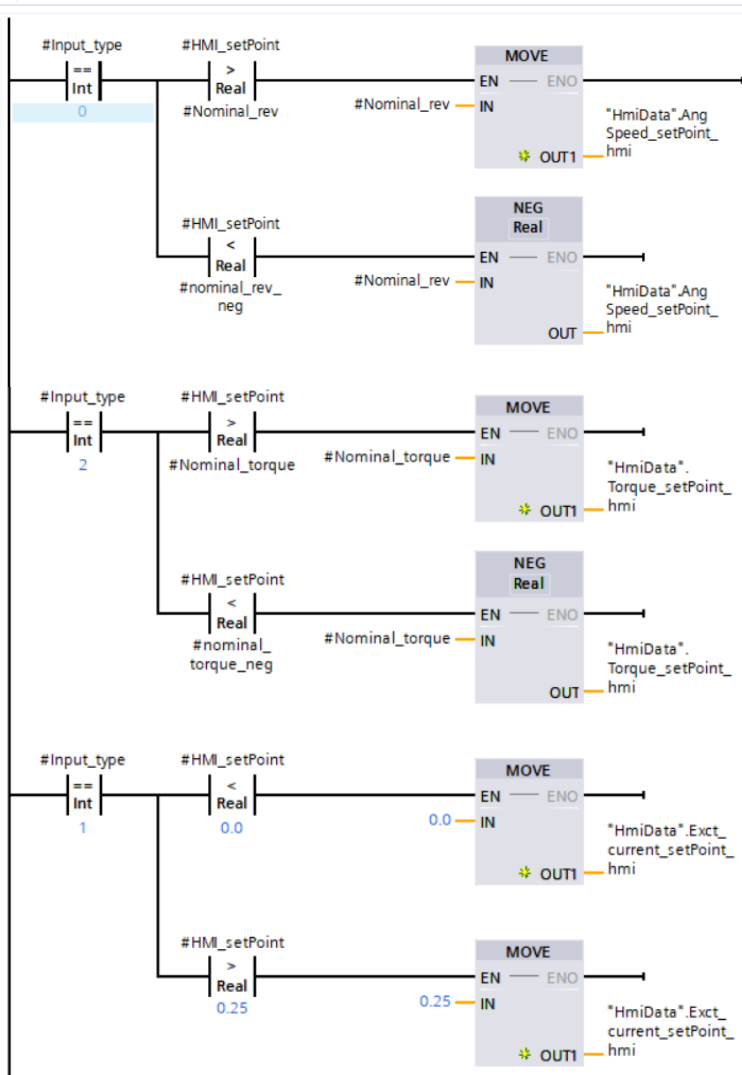 #Input_type
==
Int
0
#HMI_setPoint
>
Real
#Nominal_rev
MOVE
EN
ENO
#Nominal_rev
IN
OUT1
"HmiData".Ang
Speed_setPoint_
hmi
#HMI_setPoint
<
Real
#nominal_rev_
neg
NEG
Real
EN
ENO
#Nominal_rev
IN
OUT
"HmiData".Ang
Speed_setPoint_
hmi
#Input_type
==
Int
2
#HMI_setPoint
>
Real
#Nominal_torque
MOVE
EN
ENO
#Nominal_torque
IN
OUT1
"HmiData".
Torque_setPoint_
hmi
#HMI_setPoint
<
Real
#nominal_
torque_neg
NEG
Real
EN
ENO
#Nominal_torque
IN
OUT
"HmiData".
Torque_setPoint_
hmi
#Input_type
==
Int
1
#HMI_setPoint
<
Real
0.0
MOVE
EN
ENO
0.0
IN
OUT1
"HmiData".Exct_
current_setPoint_
hmi
#HMI_setPoint
>
Real
0.25
MOVE
EN
ENO
0.25
IN
OUT1
"HmiData".Exct_
current_setPoint_
hmi